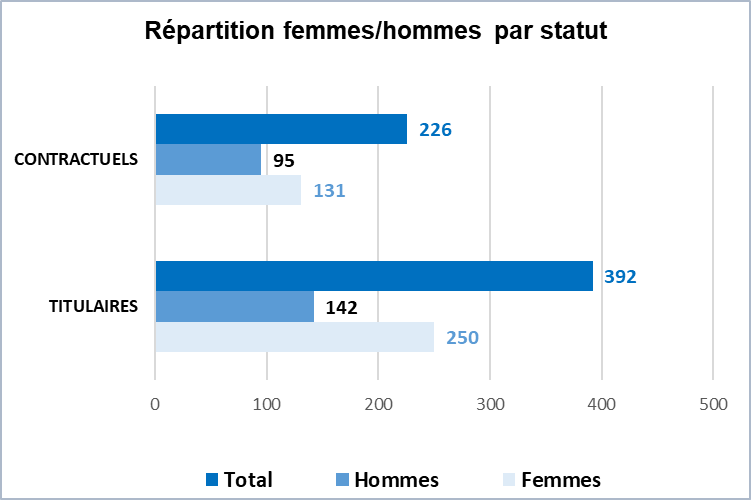 Répartition femmes/hommes par statut
CONTRACTUELS
226
95
131
TITULAIRES
392
142
250
0 100 200 300 400 500
Total Hommes Femmes